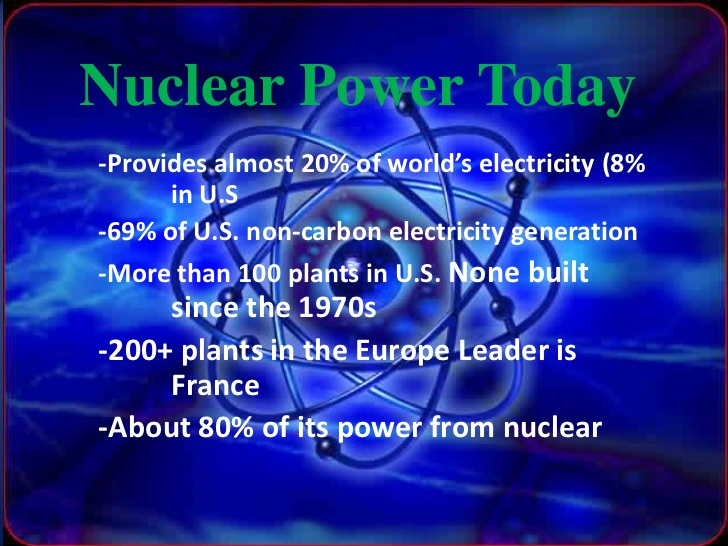 Nuclear Power Today
-Provides almost 20% of world’s electricity (8%
in U.S
-69% of U.S. non-carbon electricity generation
-More than 100 plants in U.S. None built
since the 1970s
-200+ plants in the Europe Leader is
France
-About 80% of its power from nuclear